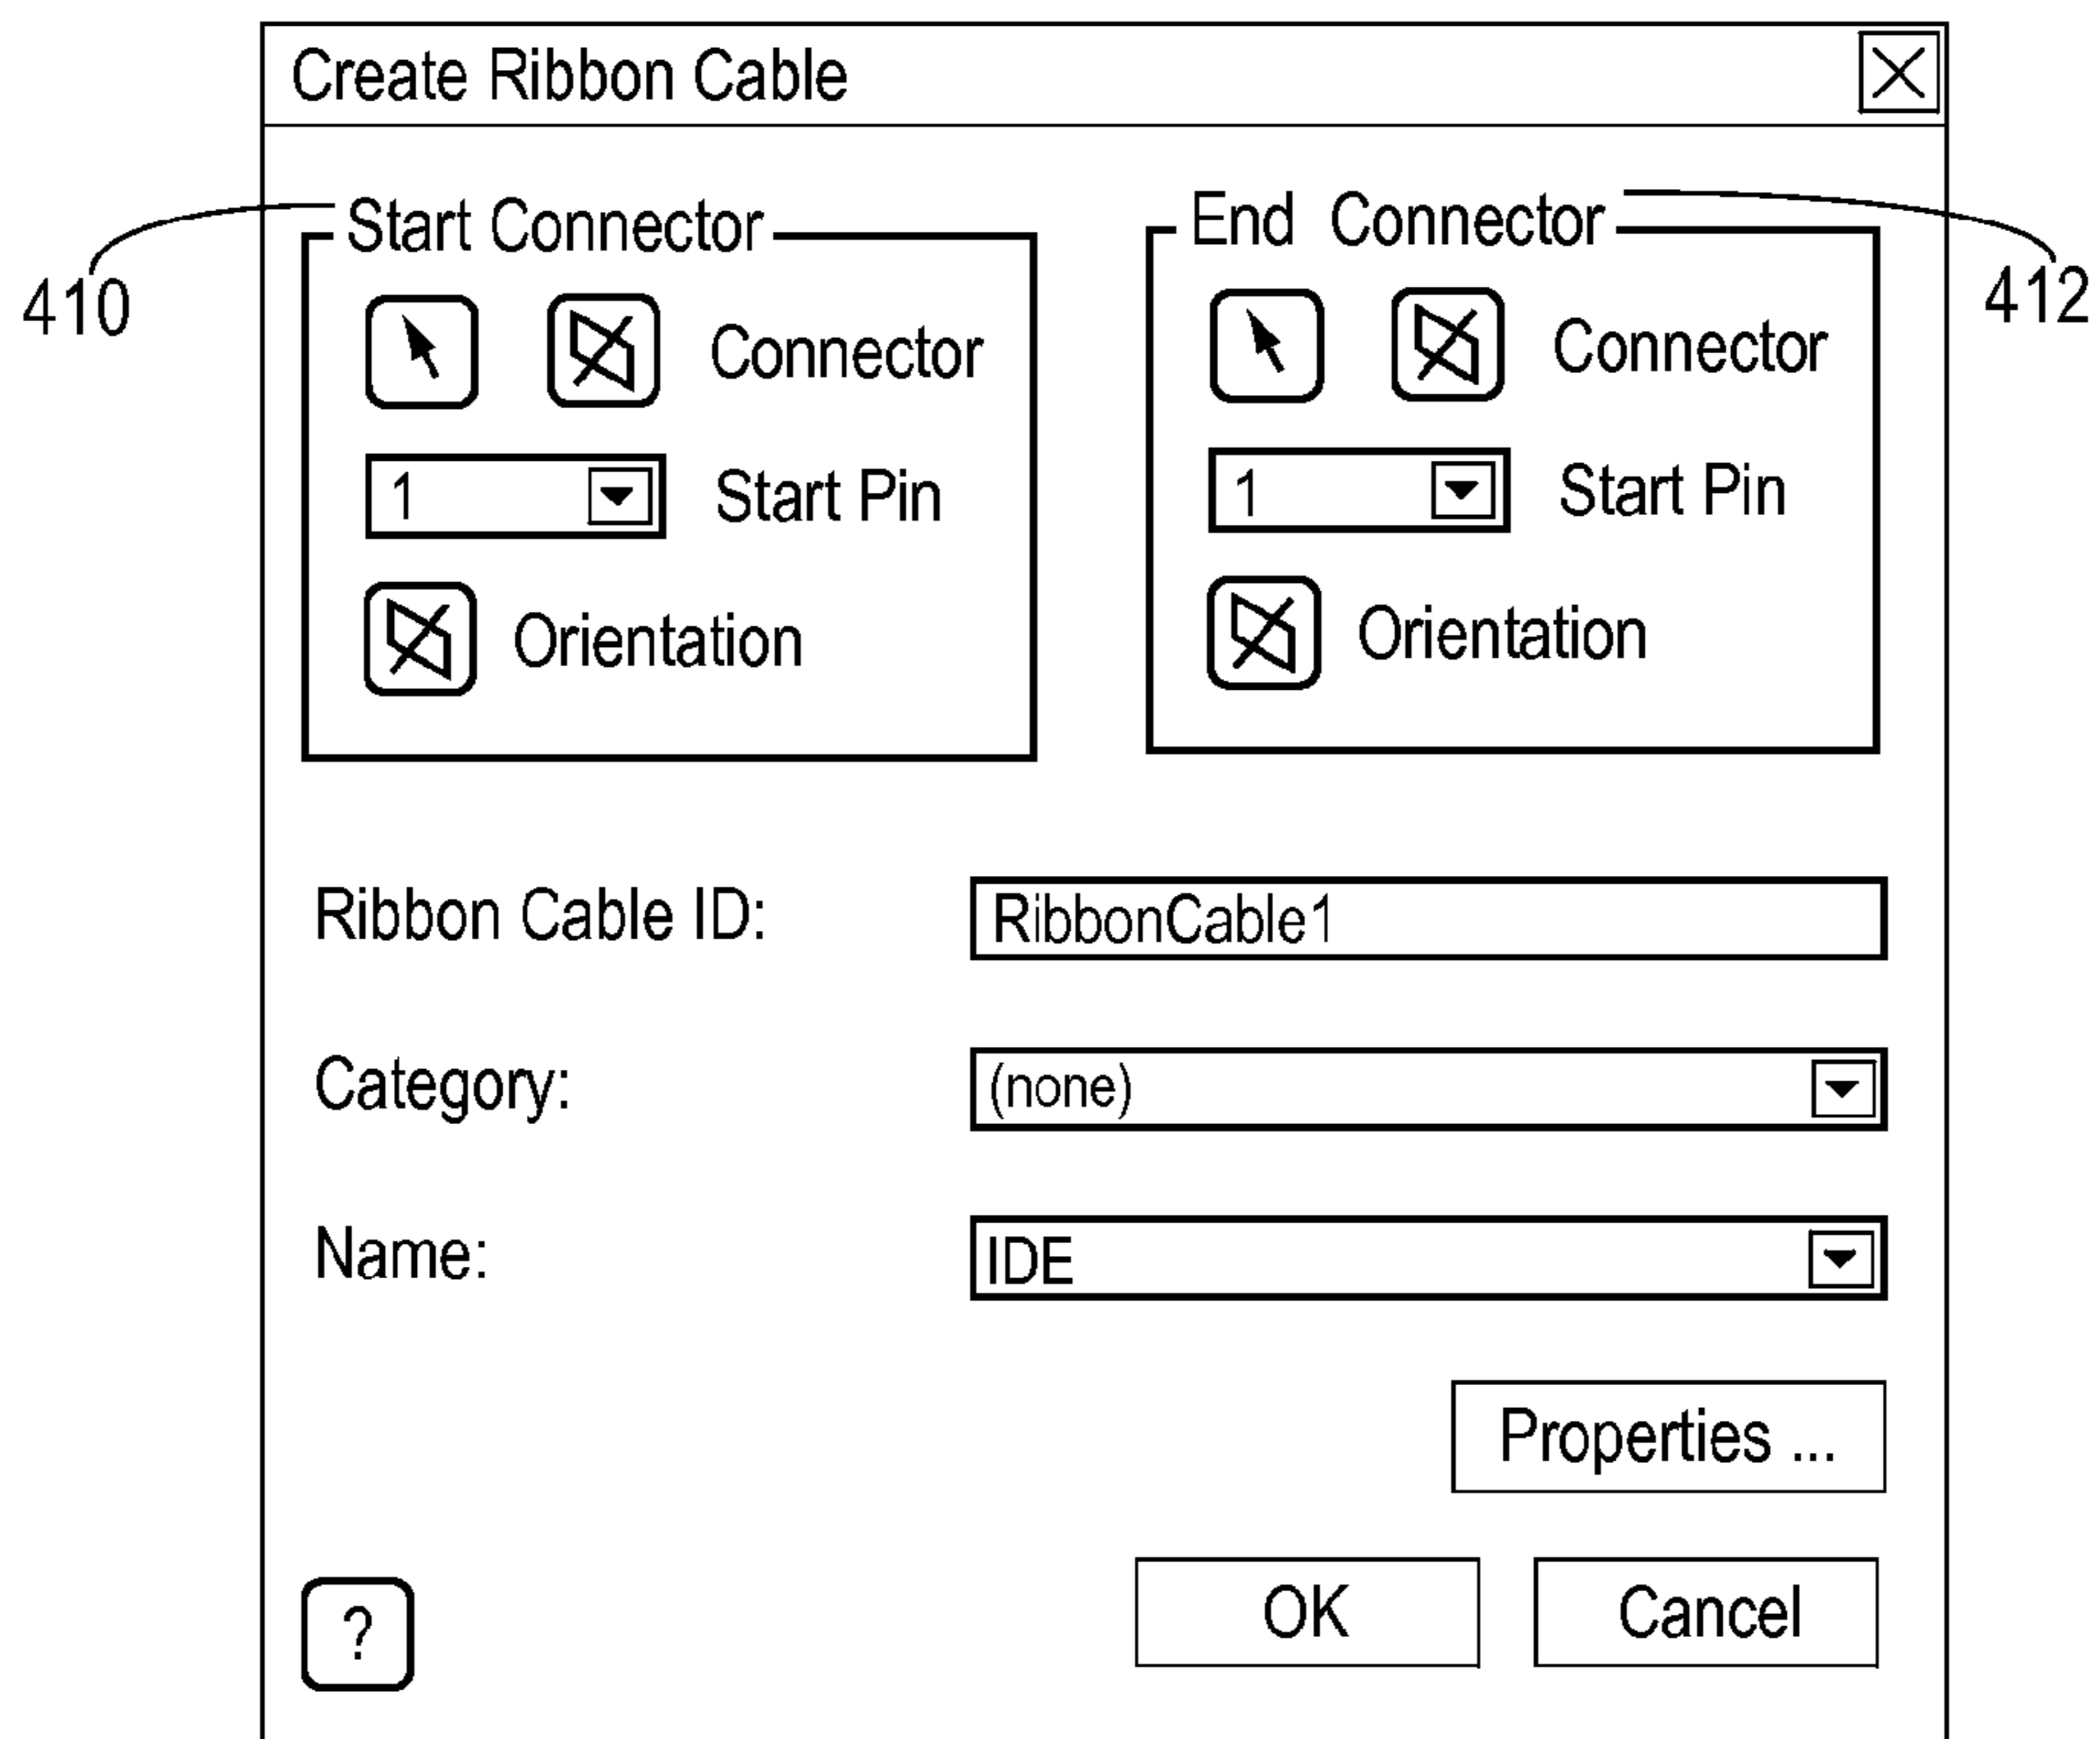 Create Ribbon Cable
410
Start Connector
Connector
1
Start Pin
Orientation
End Connector
412
Connector
1
Start Pin
Orientation
Ribbon Cable ID:
RibbonCable1
Category:
(none)
Name:
IDE
Properties ...
?
OK
Cancel